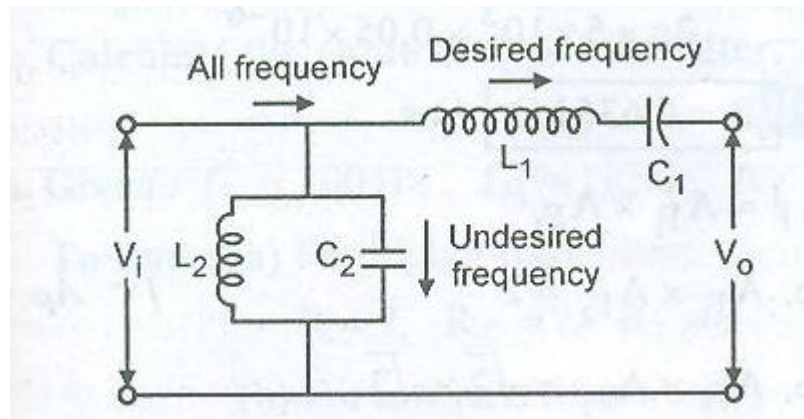 All frequency
Desired frequency
L₁
C₁
Vᵢ
L₂
C₂
Undesired
frequency
Vₒ